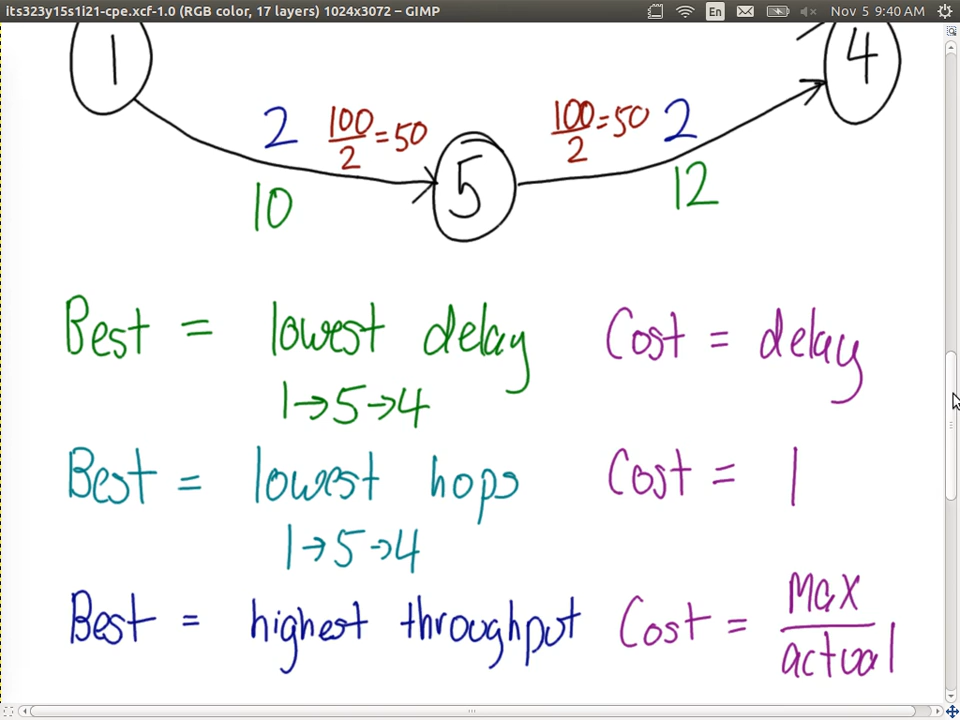 its323y15s1l21-cpe.xcf-1.0 (RGB color, 17 layers) 1024x3072 – GIMP
En
Nov 5 9:40 AM
1
4
2 100/2 = 50
100/2 = 50 2
5
10
12
Best = lowest delay Cost = delay
1→5→4
Best = lowest hops Cost = 1
1→5→4
Best = highest throughput Cost = Max/actual